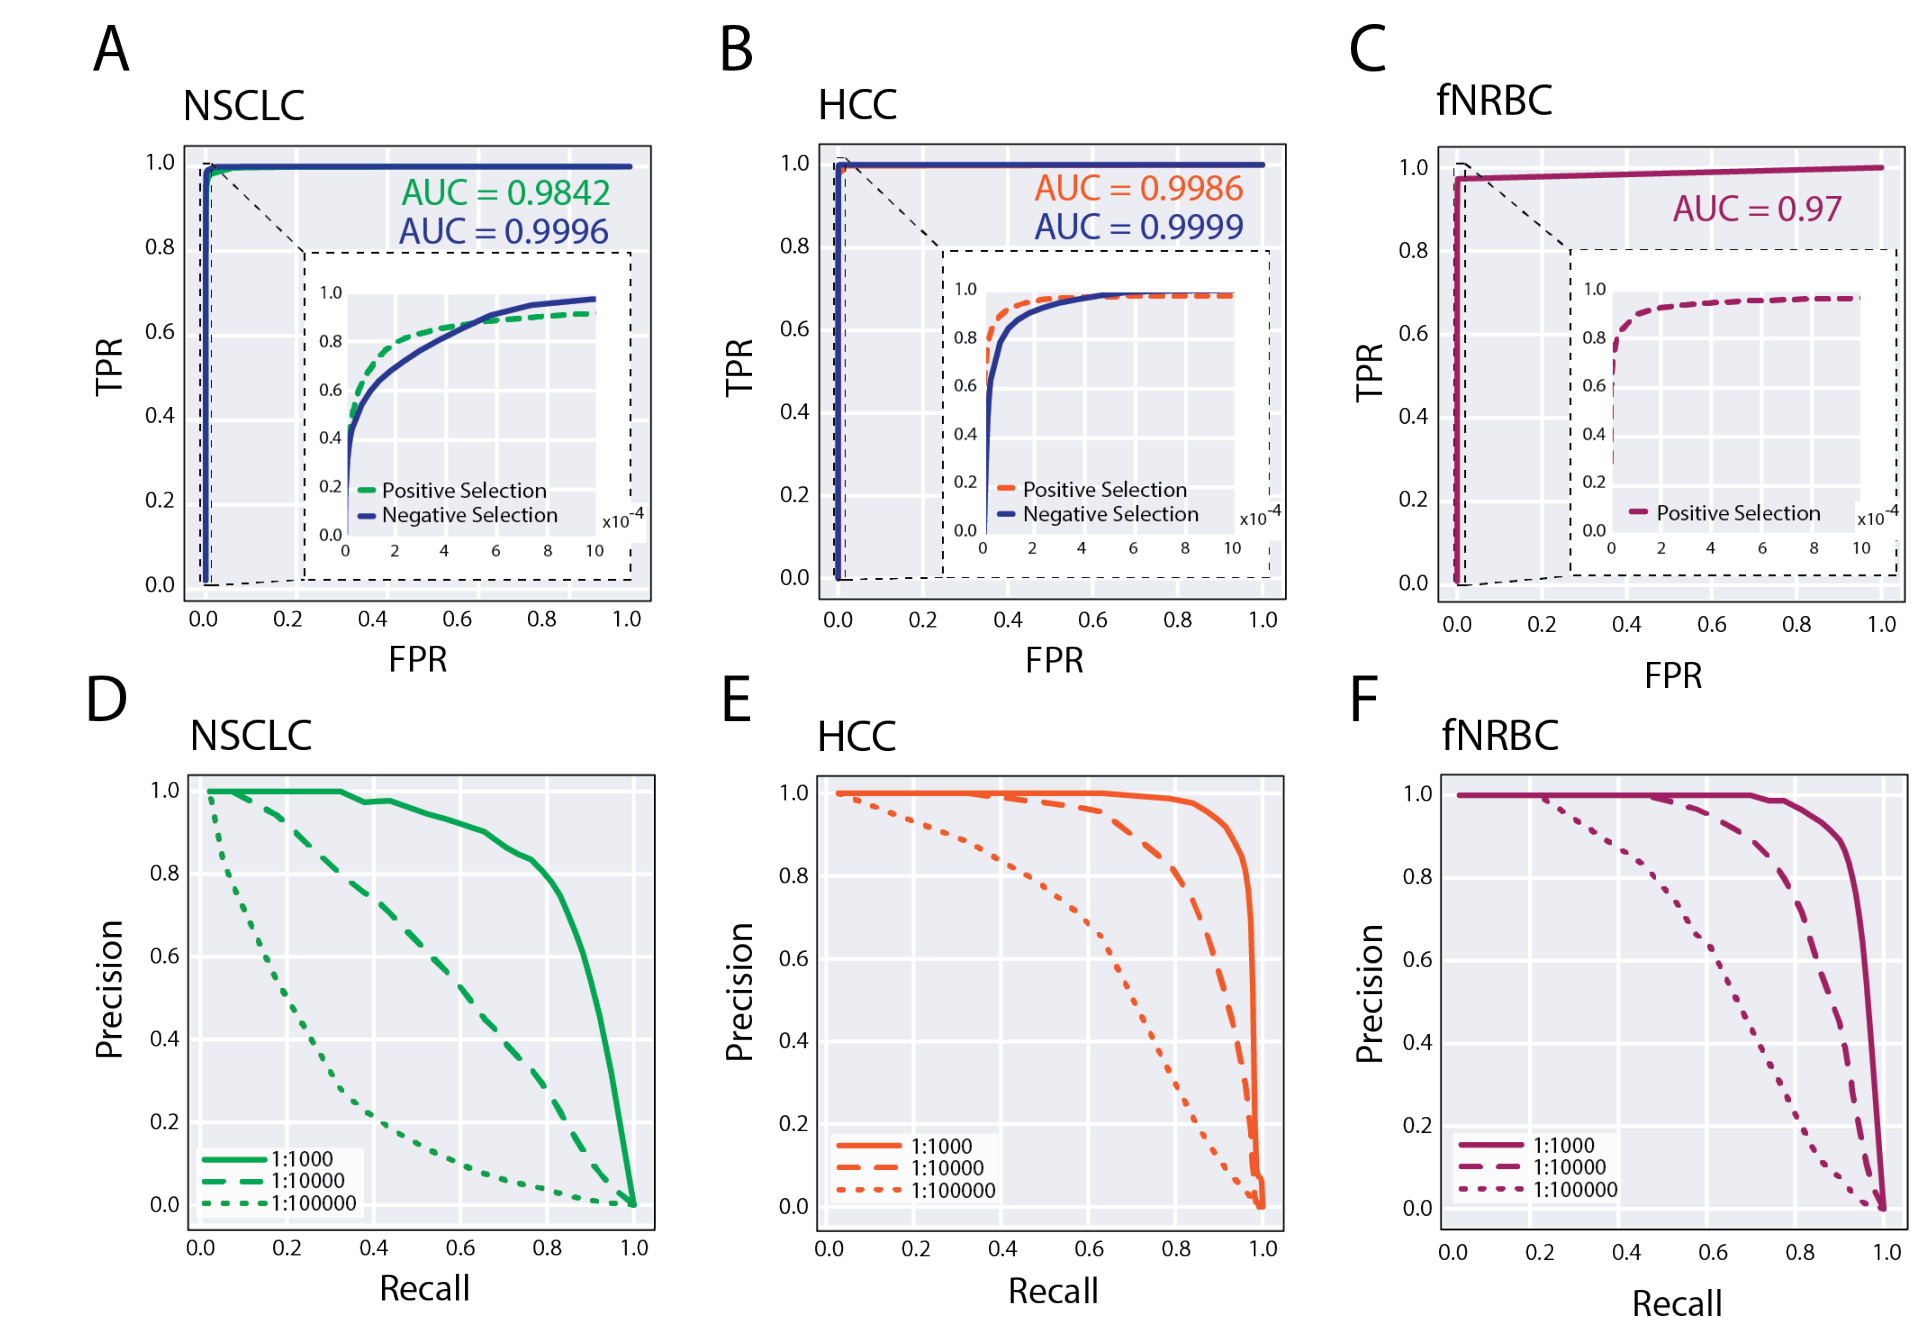 A
NSCLC
TPR
1.0
0.8
0.6
0.4
0.2
0.0
AUC = 0.9842
AUC = 0.9996
1.0
0.8
0.6
0.4
0.2
0.0
Positive Selection
Negative Selection
x10-4
0 2 4 6 8 10
0.0 0.2 0.4 0.6 0.8 1.0
FPR
B
HCC
TPR
1.0
0.8
0.6
0.4
0.2
0.0
AUC = 0.9986
AUC = 0.9999
1.0
0.8
0.6
0.4
0.2
0.0
Positive Selection
Negative Selection
x10-4
0 2 4 6 8 10
0.0 0.2 0.4 0.6 0.8 1.0
FPR
C
fNRBC
TPR
1.0
0.8
0.6
0.4
0.2
0.0
AUC = 0.97
1.0
0.8
0.6
0.4
0.2
0.0
Positive Selection
x10-4
0 2 4 6 8 10
0.0 0.2 0.4 0.6 0.8 1.0
FPR
D
NSCLC
Precision
1.0
0.8
0.6
0.4
0.2
0.0
1:1000
1:10000
1:100000
0.0 0.2 0.4 0.6 0.8 1.0
Recall
E
HCC
Precision
1.0
0.8
0.6
0.4
0.2
0.0
1:1000
1:10000
1:100000
0.0 0.2 0.4 0.6 0.8 1.0
Recall
F
fNRBC
Precision
1.0
0.8
0.6
0.4
0.2
0.0
1:1000
1:10000
1:100000
0.0 0.2 0.4 0.6 0.8 1.0
Recall